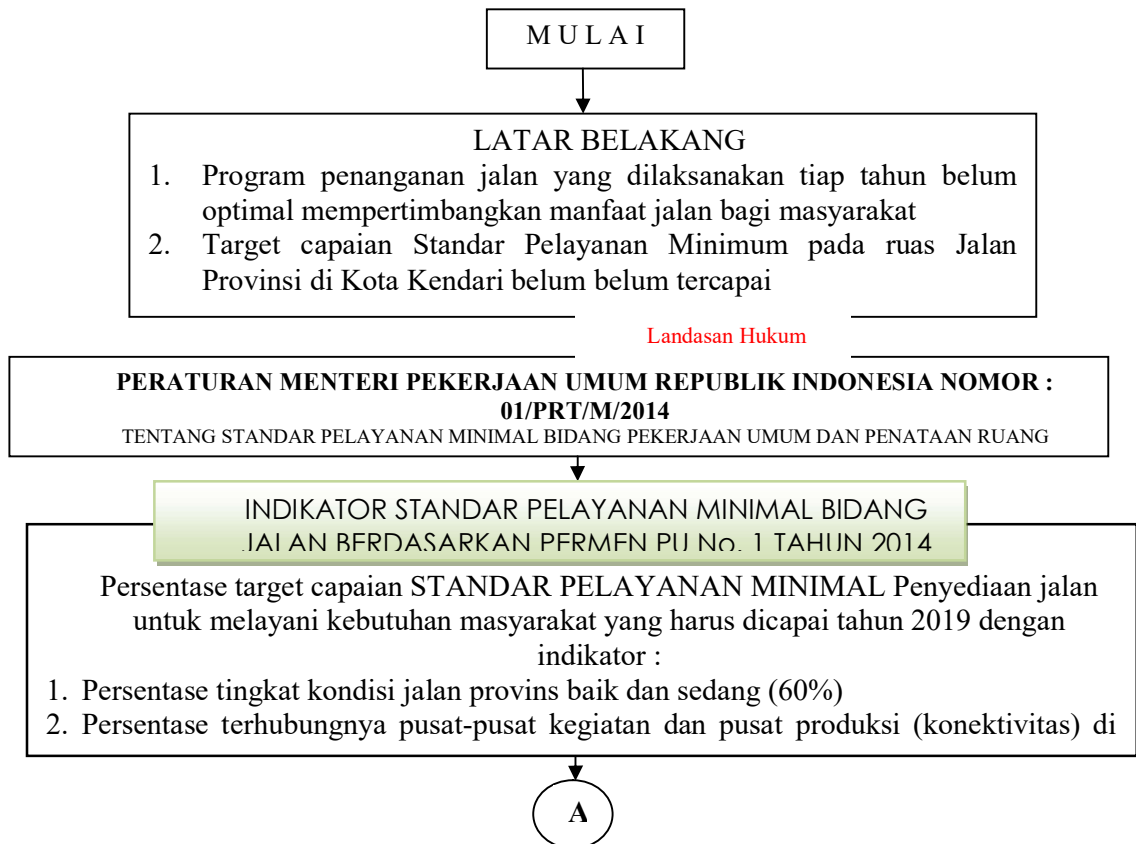 M U L A I
LATAR BELAKANG
1. Program penanganan jalan yang dilaksanakan tiap tahun belum
optimal mempertimbangkan manfaat jalan bagi masyarakat
2. Target capaian Standar Pelayanan Minimum pada ruas Jalan
Provinsi di Kota Kendari belum belum tercapai
Landasan Hukum
PERATURAN MENTERI PEKERJAAN UMUM REPUBLIK INDONESIA NOMOR :
01/PRT/M/2014
TENTANG STANDAR PELAYANAN MINIMAL BIDANG PEKERJAAN UMUM DAN PENATAAN RUANG
INDIKATOR STANDAR PELAYANAN MINIMAL BIDANG
JALAN BERDASARKAN PERMEN PU No. 1 TAHUN 2014
Persentase target capaian STANDAR PELAYANAN MINIMAL Penyediaan jalan
untuk melayani kebutuhan masyarakat yang harus dicapai tahun 2019 dengan
indikator :
1. Persentase tingkat kondisi jalan provins baik dan sedang (60%)
2. Persentase terhubungnya pusat-pusat kegiatan dan pusat produksi (konektivitas) di
A